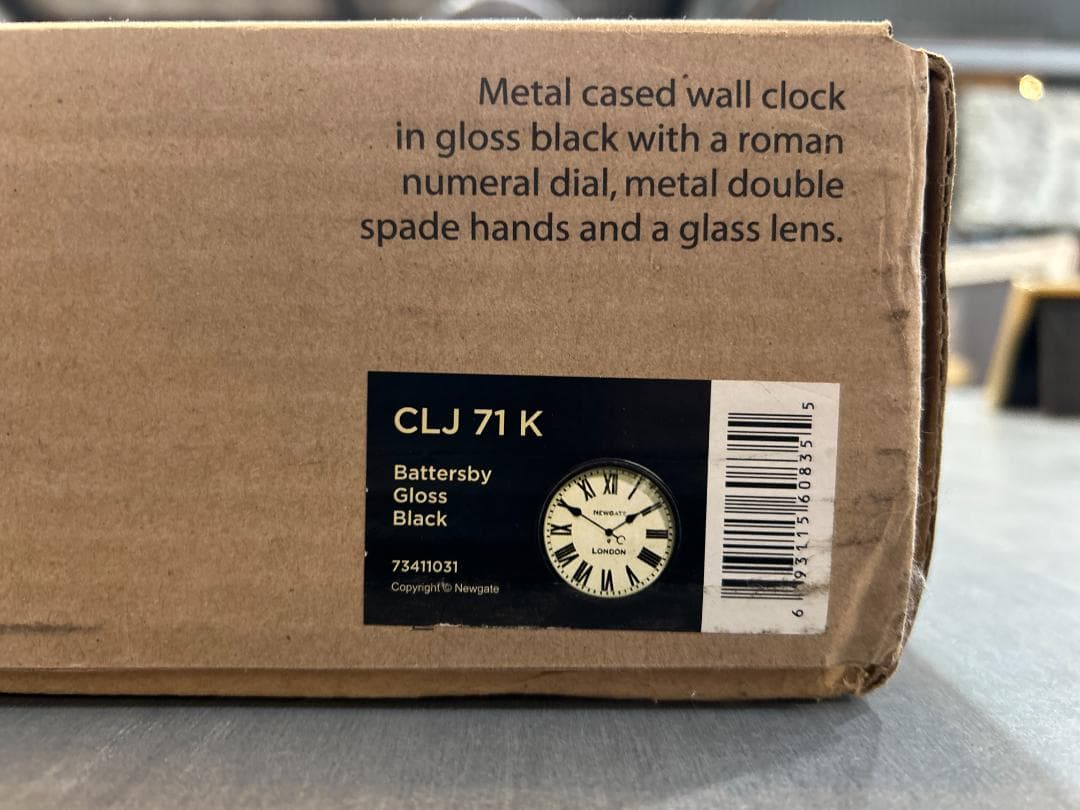 Metal cased wall clock
in gloss black with a roman
numeral dial, metal double
spade hands and a glass lens.
CLJ 71 K
Battersby
Gloss
Black
73411031
Copyright © Newgate
NEWGATE
LONDON
XII